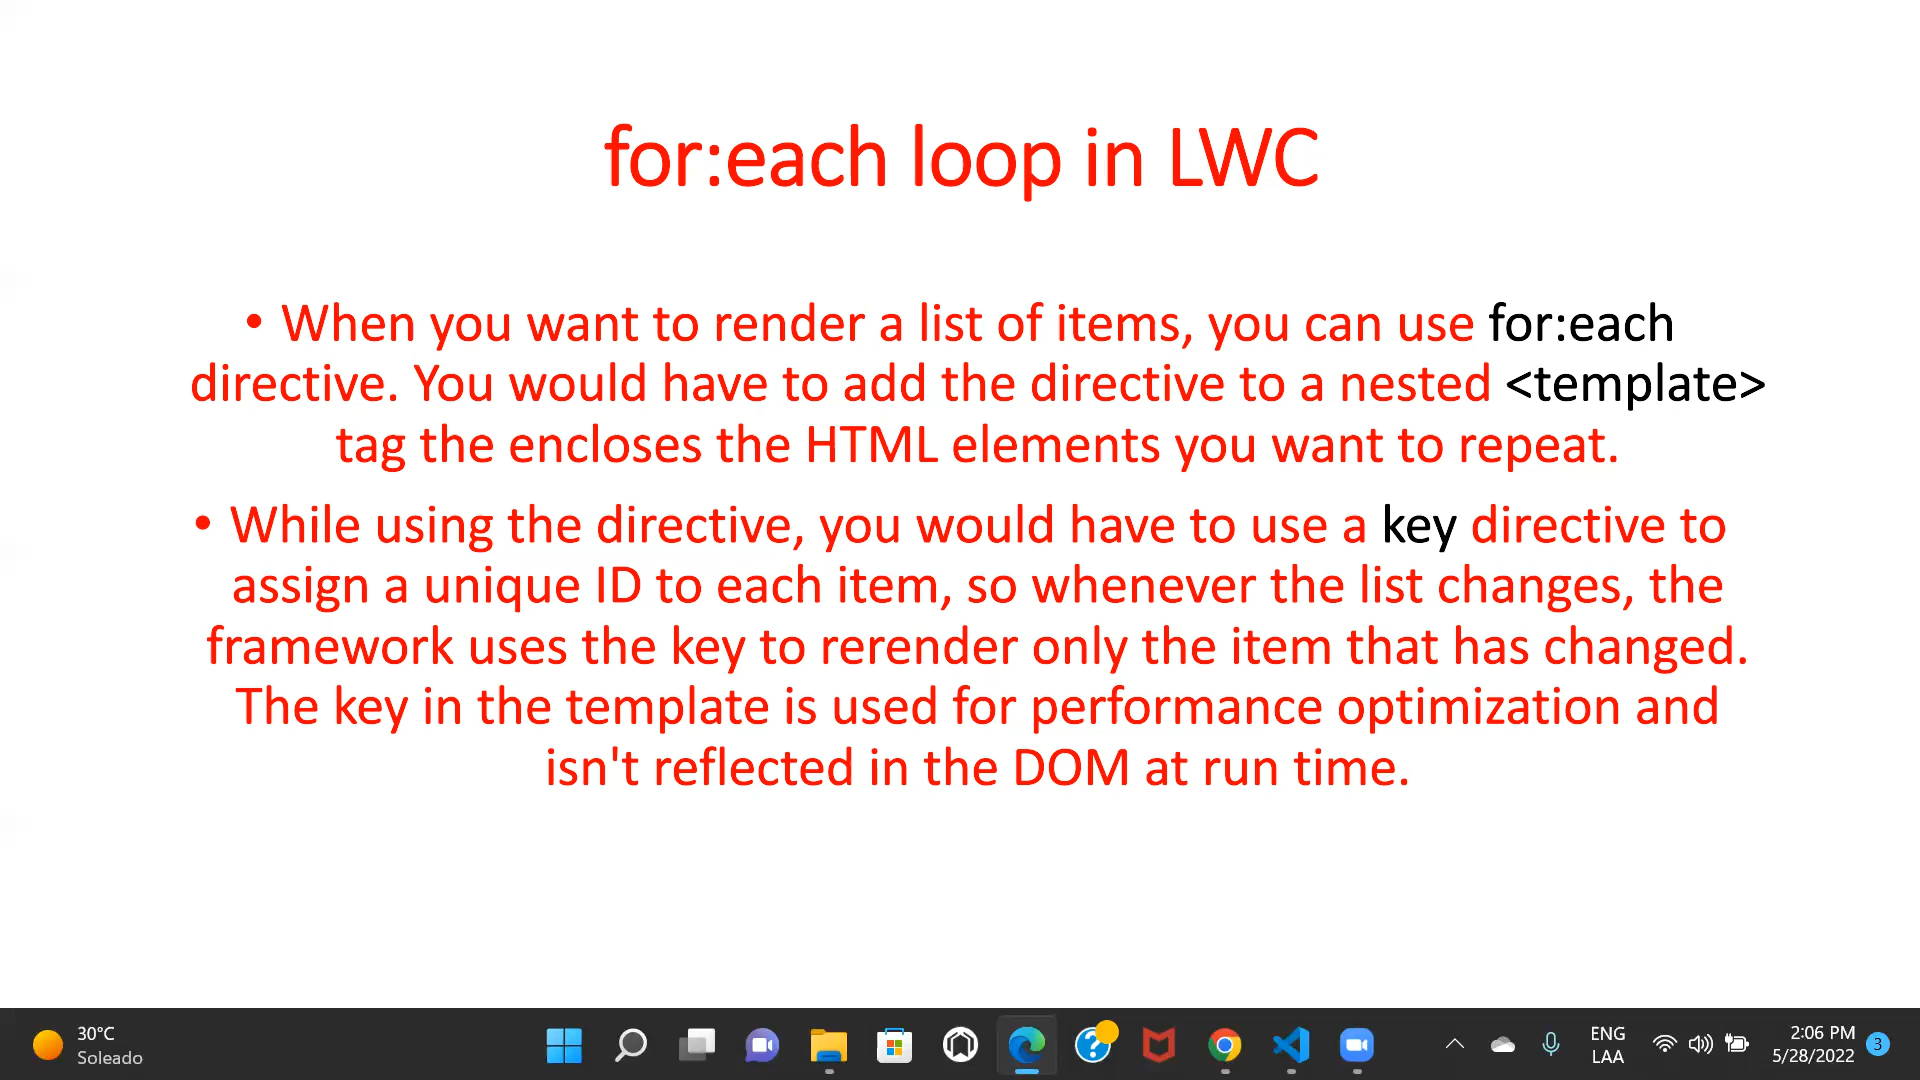 for:each loop in LWC
• When you want to render a list of items, you can use for:each
directive. You would have to add the directive to a nested <template>
tag the encloses the HTML elements you want to repeat.
• While using the directive, you would have to use a key directive to
assign a unique ID to each item, so whenever the list changes, the
framework uses the key to rerender only the item that has changed.
The key in the template is used for performance optimization and
isn't reflected in the DOM at run time.
30°C
Soleado
ENG
LAA
2:06 PM
5/28/2022
3